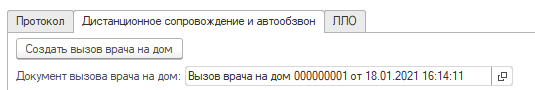 Протокол Дистанционное сопровождение и автообзвон ЛЛО
Создать вызов врача на дом
Документ вызова врача на дом: Вызов врача на дом 000000001 от 18.01.2021 16:14:11